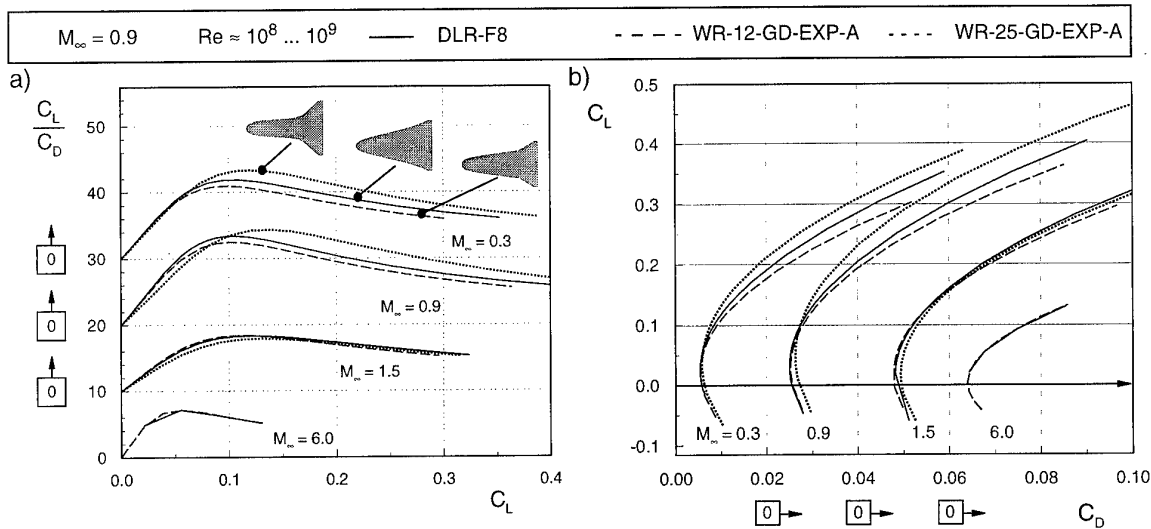 M∞ = 0.9 Re ≈ 10⁸ ... 10⁹ DLR-F8 WR-12-GD-EXP-A WR-25-GD-EXP-A
a)
C_L
C_D
50
40
30
20
10
0
0
0
0
M∞ = 0.3
M∞ = 0.9
M∞ = 1.5
M∞ = 6.0
0.0 0.1 0.2 0.3 0.4
C_L
b)
C_L
0.5
0.4
0.3
0.2
0.1
0.0
-0.1
M∞ = 0.3 0.9 1.5 6.0
0.00 0.02 0.04 0.06 0.08 0.10
0 0 0 C_D